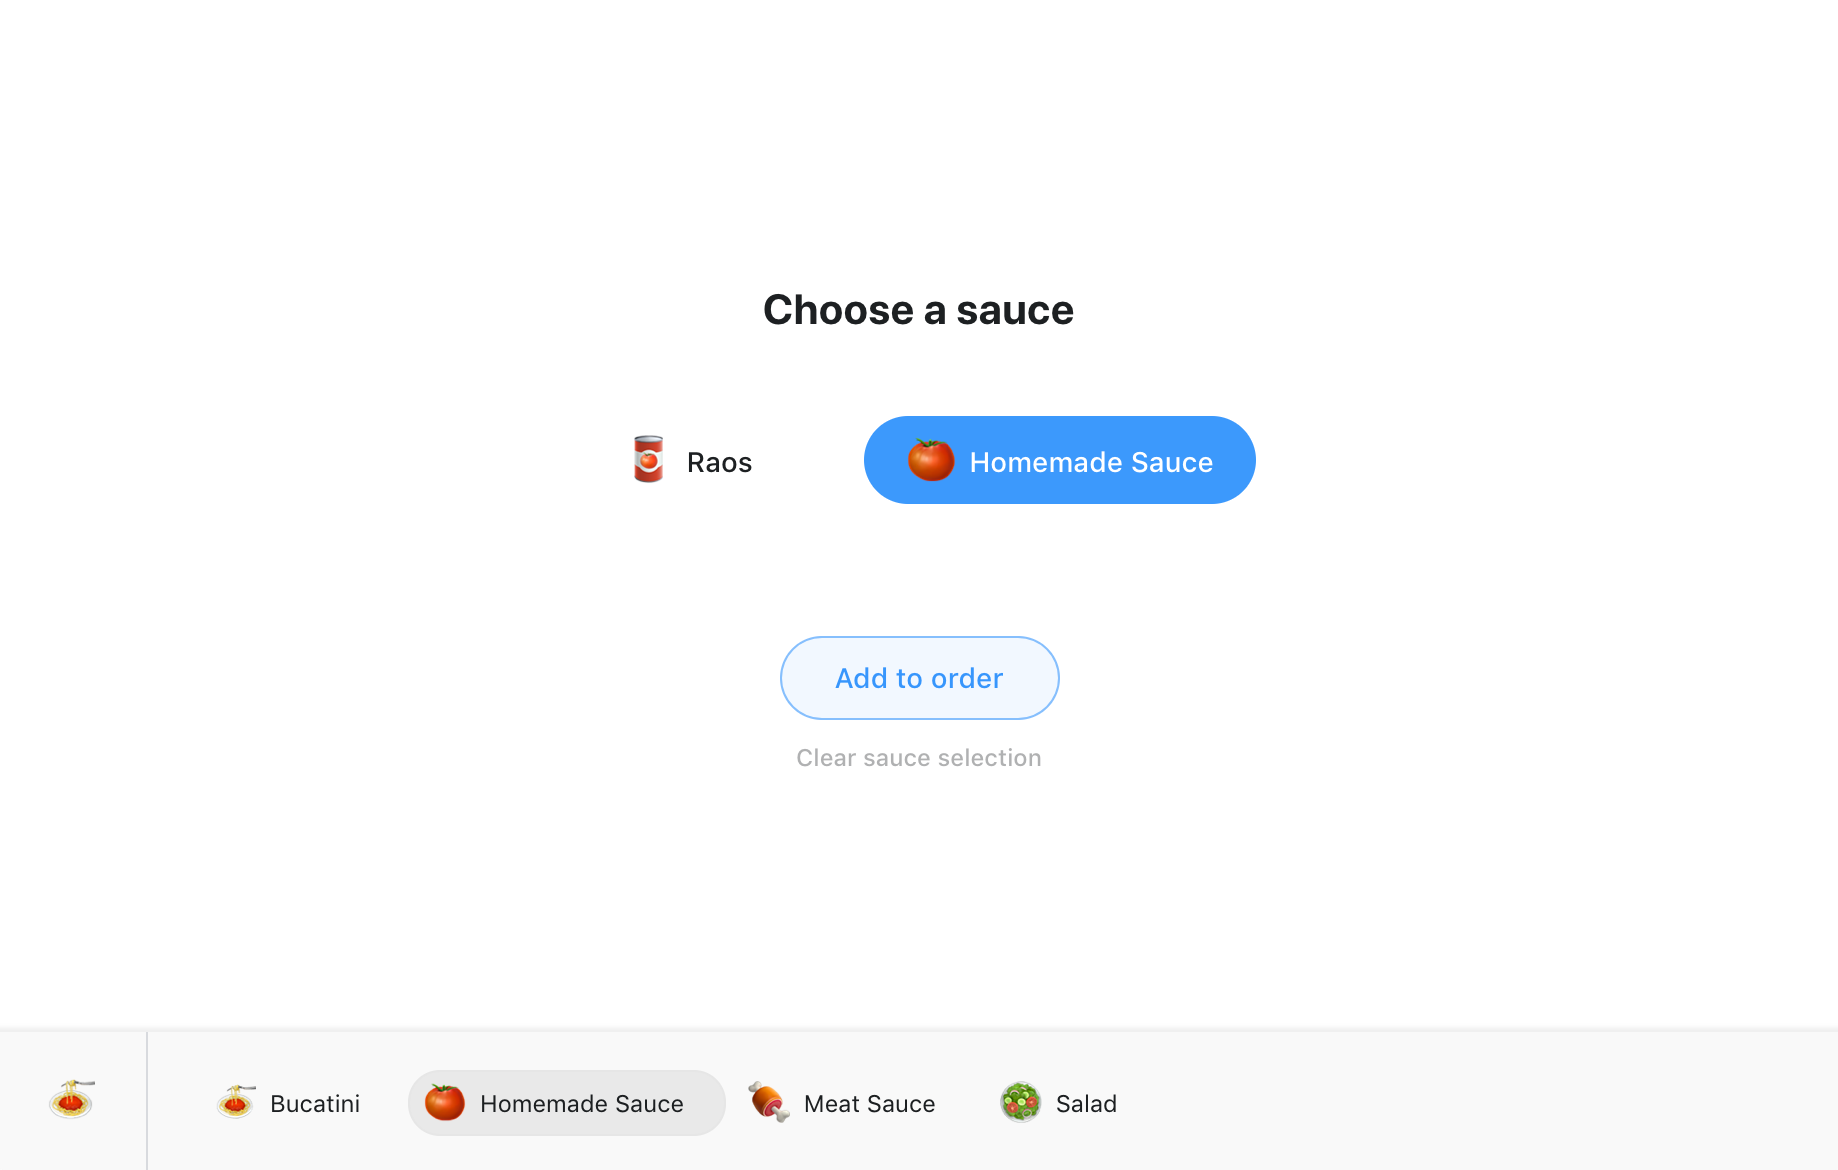 Choose a sauce
Raos
Homemade Sauce
Add to order
Clear sauce selection
Bucatini
Homemade Sauce
Meat Sauce
Salad